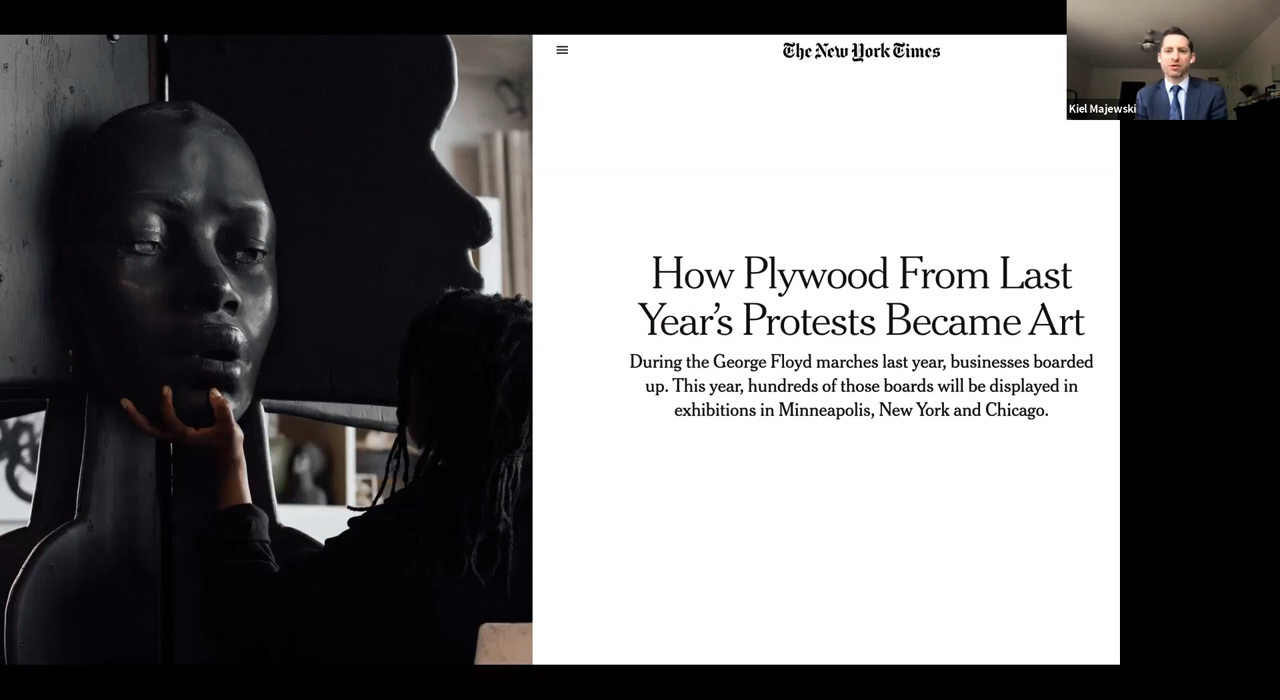 The New York Times
Kiel Majewski
How Plywood From Last
Year’s Protests Became Art
During the George Floyd marches last year, businesses boarded
up. This year, hundreds of those boards will be displayed in
exhibitions in Minneapolis, New York and Chicago.